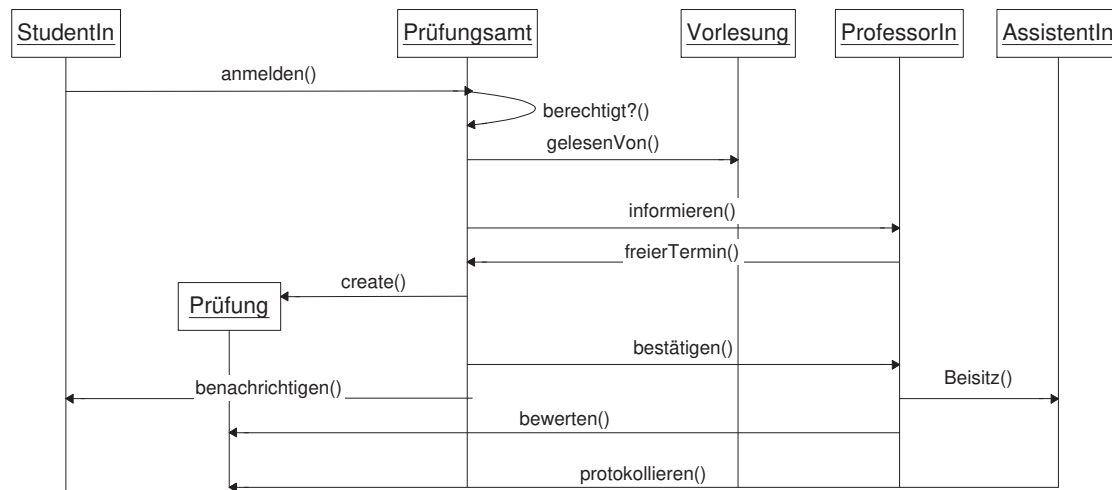 StudentIn
Prüfungsamt
Vorlesung
ProfessorIn
AssistentIn
anmelden()
berechtigt?()
gelesenVon()
informieren()
freierTermin()
create()
Prüfung
bestätigen()
benachrichtigen()
Beisitz()
bewerten()
protokollieren()